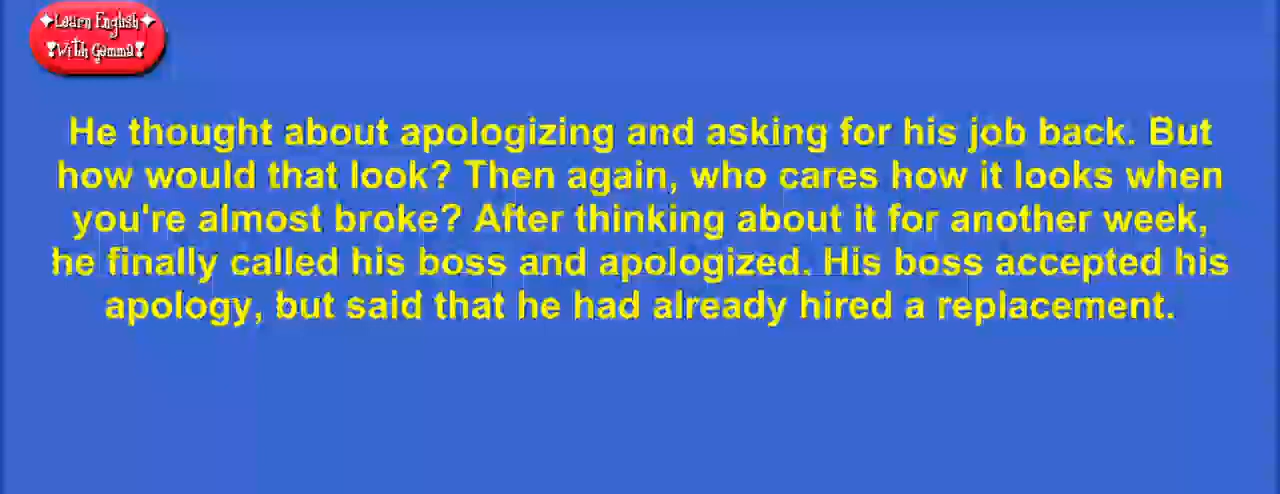 Learn English
With Gemma
He thought about apologizing and asking for his job back. But
how would that look? Then again, who cares how it looks when
you're almost broke? After thinking about it for another week,
he finally called his boss and apologized. His boss accepted his
apology, but said that he had already hired a replacement.